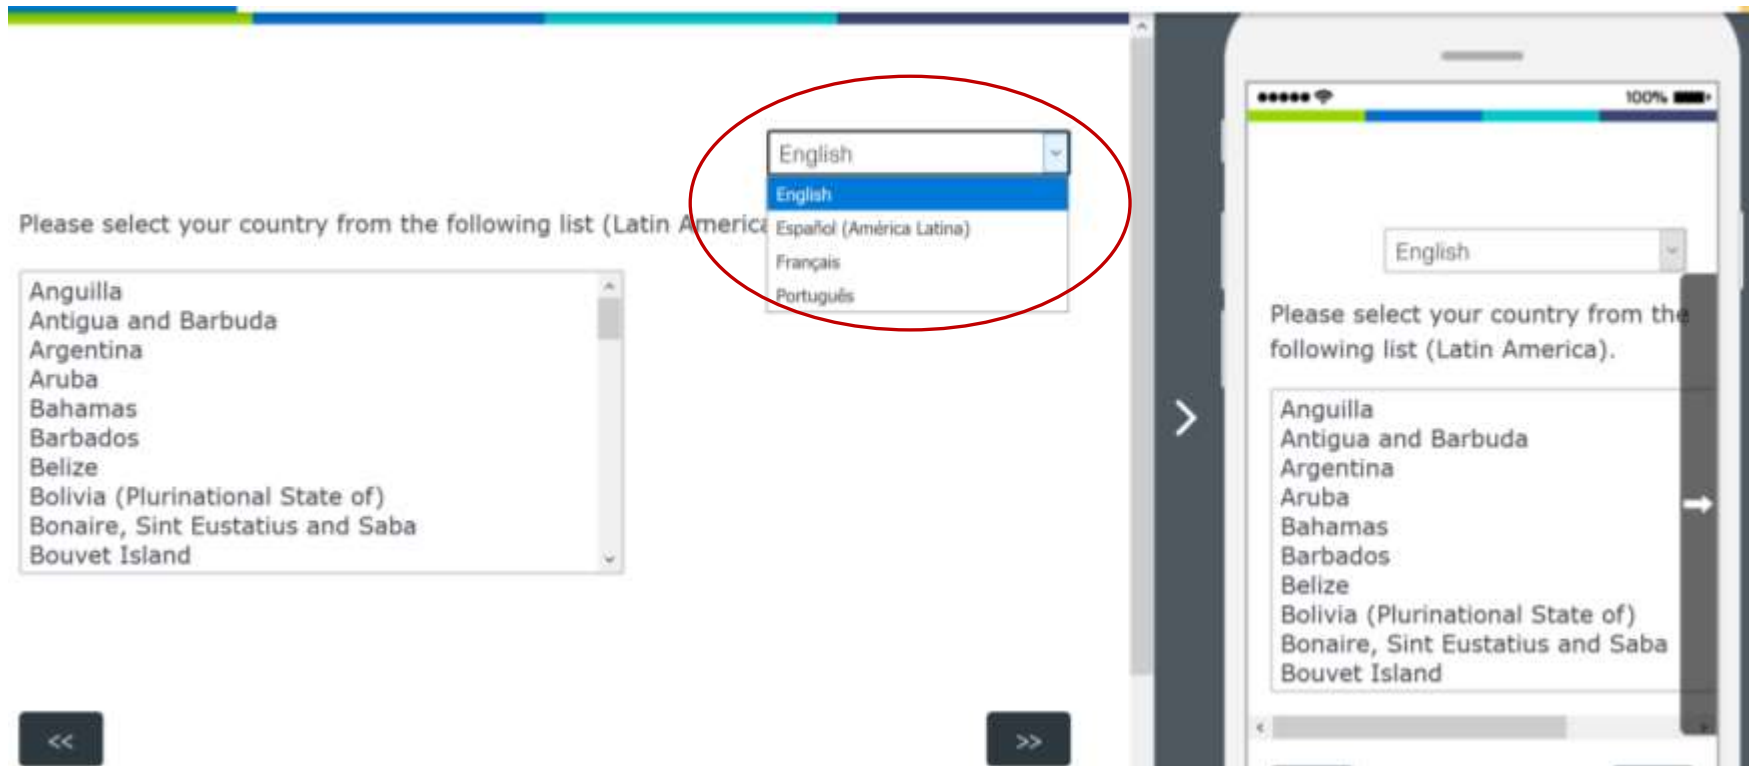 English
English
Español (América Latina)
Français
Português
Please select your country from the following list (Latin America
Anguilla
Antigua and Barbuda
Argentina
Aruba
Bahamas
Barbados
Belize
Bolivia (Plurinational State of)
Bonaire, Sint Eustatius and Saba
Bouvet Island
<<
>>
100%
English
Please select your country from the
following list (Latin America).
Anguilla
Antigua and Barbuda
Argentina
Aruba
Bahamas
Barbados
Belize
Bolivia (Plurinational State of)
Bonaire, Sint Eustatius and Saba
Bouvet Island